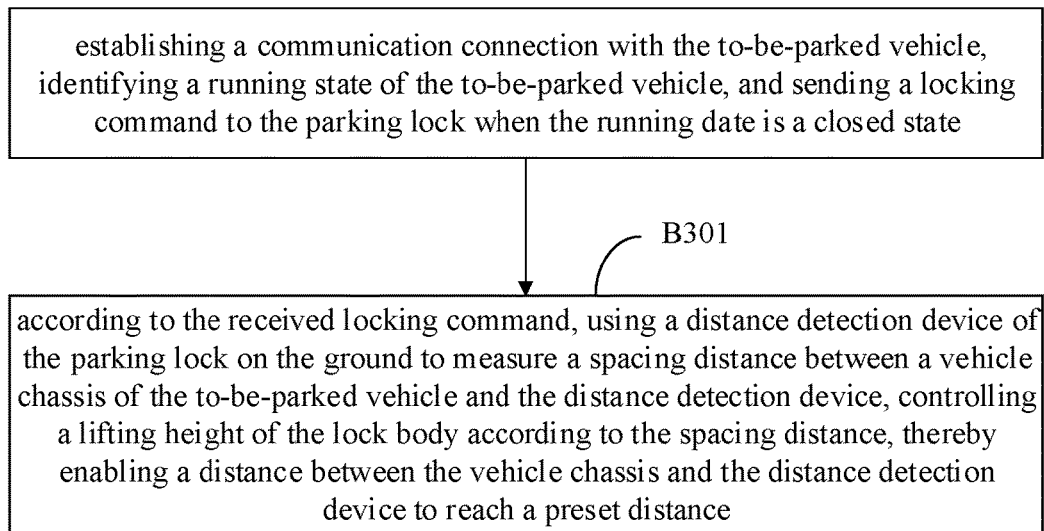 establishing a communication connection with the to-be-parked vehicle,
identifying a running state of the to-be-parked vehicle, and sending a locking
command to the parking lock when the running date is a closed state
B301
according to the received locking command, using a distance detection device of
the parking lock on the ground to measure a spacing distance between a vehicle
chassis of the to-be-parked vehicle and the distance detection device, controlling
a lifting height of the lock body according to the spacing distance, thereby
enabling a distance between the vehicle chassis and the distance detection
device to reach a preset distance